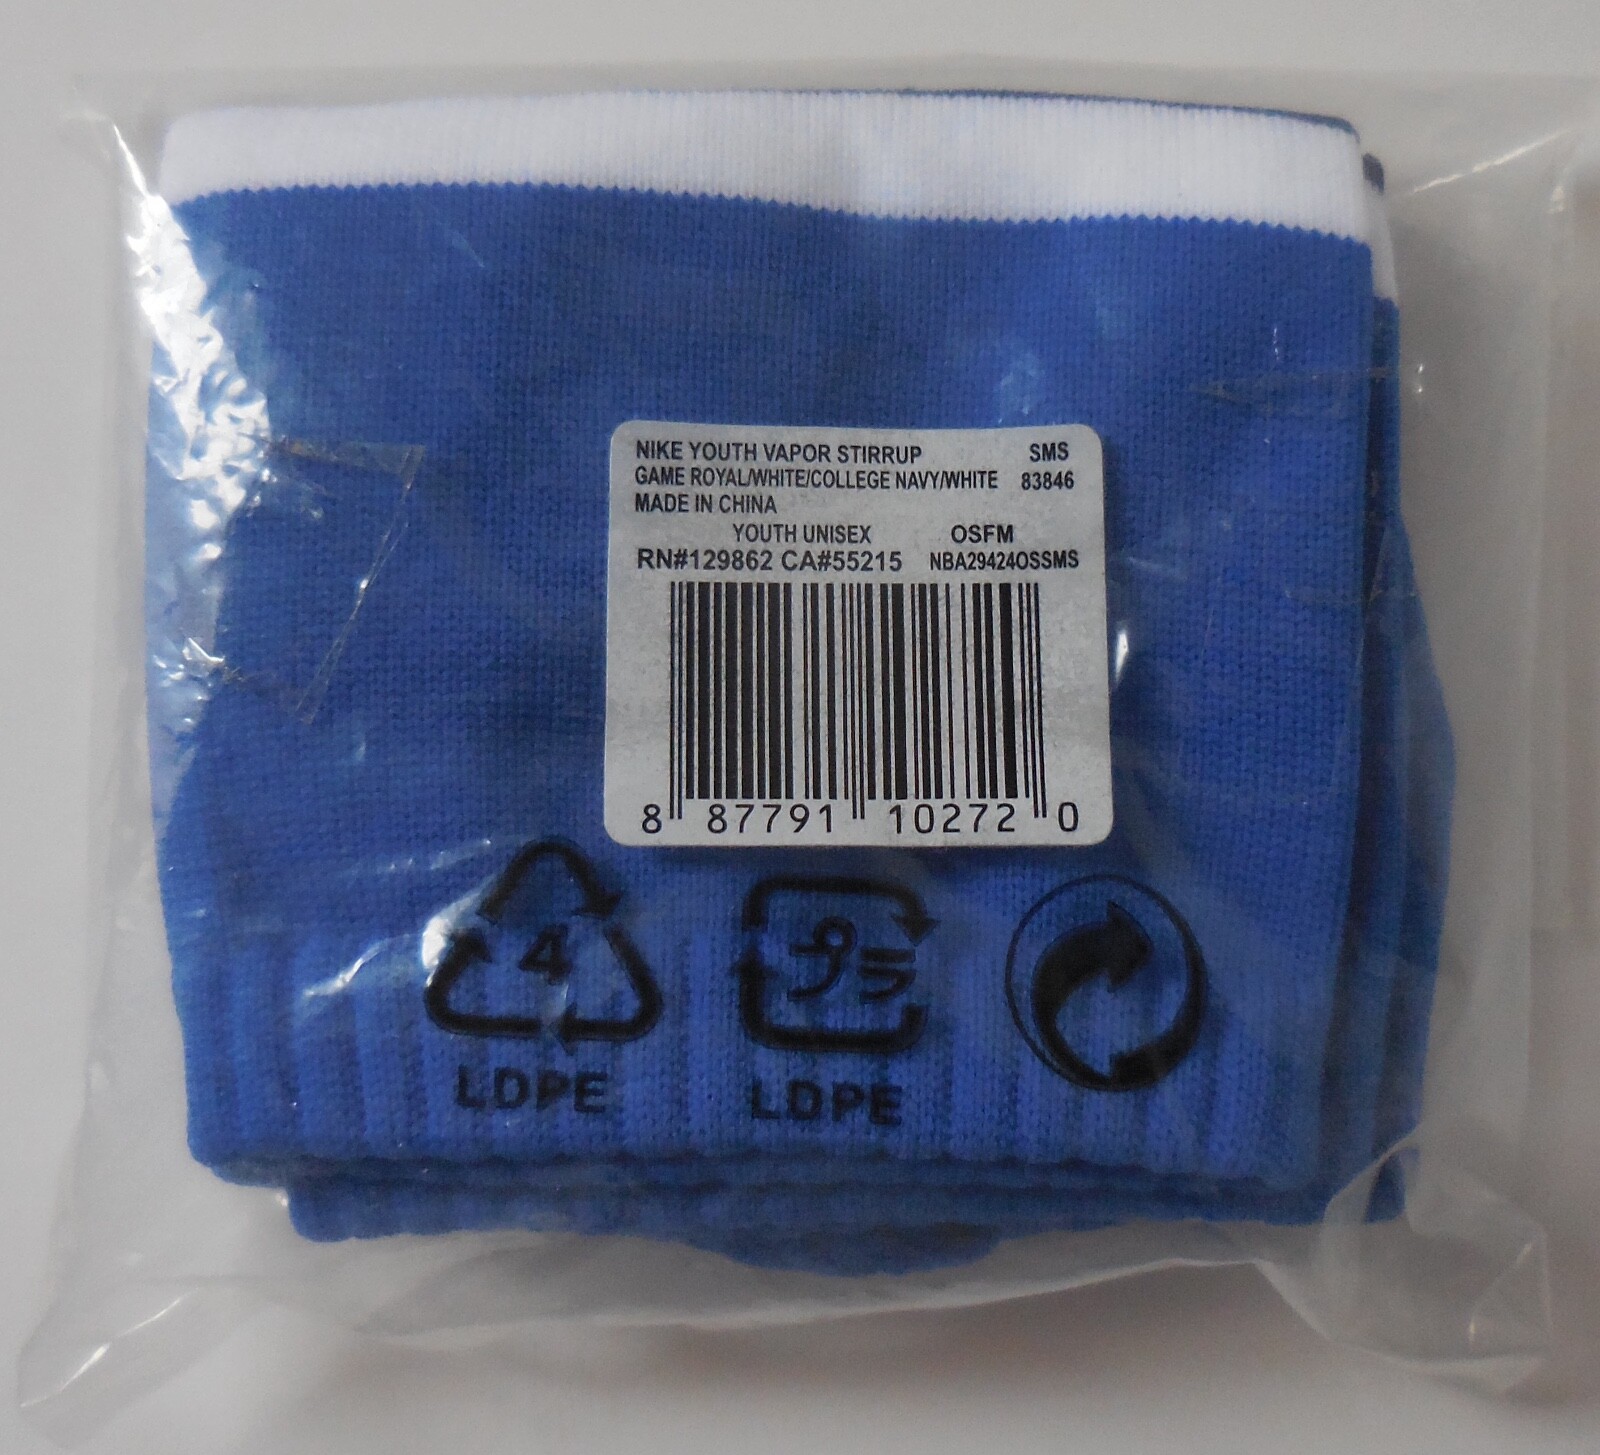 NIKE YOUTH VAPOR STIRRUP SMS
GAME ROYAL/WHITE/COLLEGE NAVY/WHITE 83846
MADE IN CHINA
YOUTH UNISEX OSFM
RN#129862 CA#55215 NBA29424OSSMS
8 87791 10272 0
4 プラ
LDPE LDPE